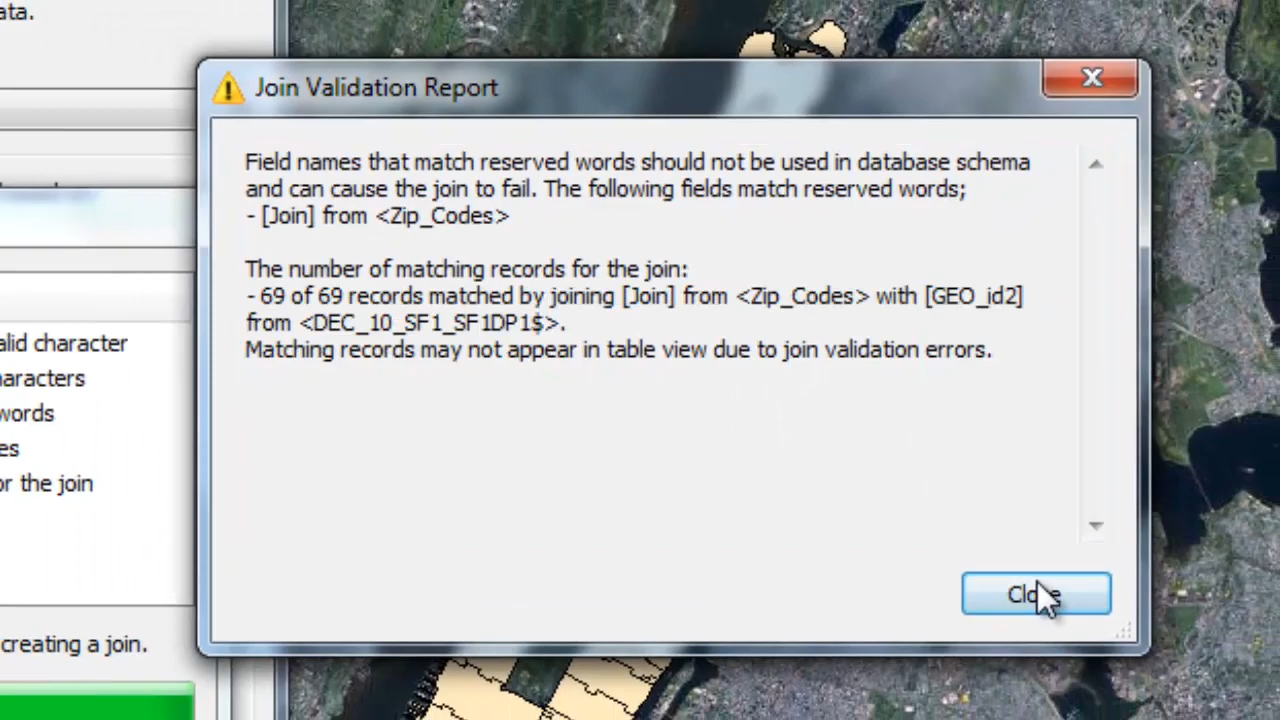 ata.
Join Validation Report
Field names that match reserved words should not be used in database schema
and can cause the join to fail. The following fields match reserved words;
- [Join] from <Zip_Codes>
The number of matching records for the join:
- 69 of 69 records matched by joining [Join] from <Zip_Codes> with [GEO_id2]
from <DEC_10_SF1_SF1DP1$>.
Matching records may not appear in table view due to join validation errors.
alid character
haracters
words
es
or the join
Close
creating a join.